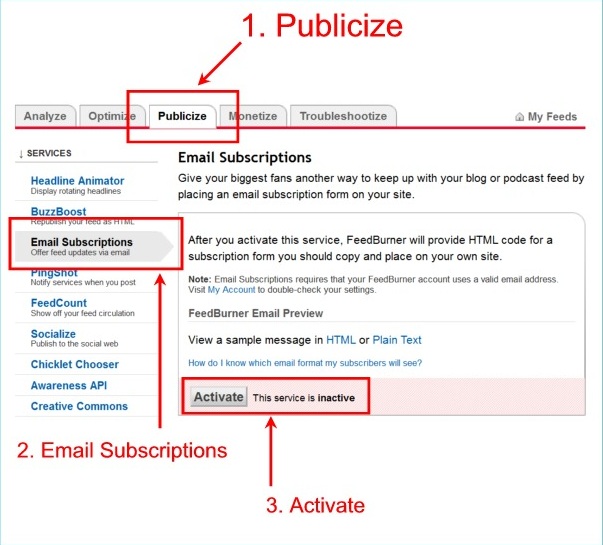 1. Publicize
Analyze Optimize Publicize Monetize Troubleshootize My Feeds
↓ SERVICES
Headline Animator
Display rotating headlines
BuzzBoost
Republish your feed as HTML
Email Subscriptions
Offer feed updates via email
PingShot
Notify services when you post
FeedCount
Show off your feed circulation
Socialize
Publish to the social web
Chicklet Chooser
Awareness API
Creative Commons
Email Subscriptions
Give your biggest fans another way to keep up with your blog or podcast feed by
placing an email subscription form on your site.
After you activate this service, FeedBurner will provide HTML code for a
subscription form you should copy and place on your own site.
Note: Email Subscriptions requires that your FeedBurner account uses a valid email address.
Visit My Account to double-check your settings.
FeedBurner Email Preview
View a sample message in HTML or Plain Text
How do I know which email format my subscribers will see?
Activate This service is inactive
2. Email Subscriptions
3. Activate